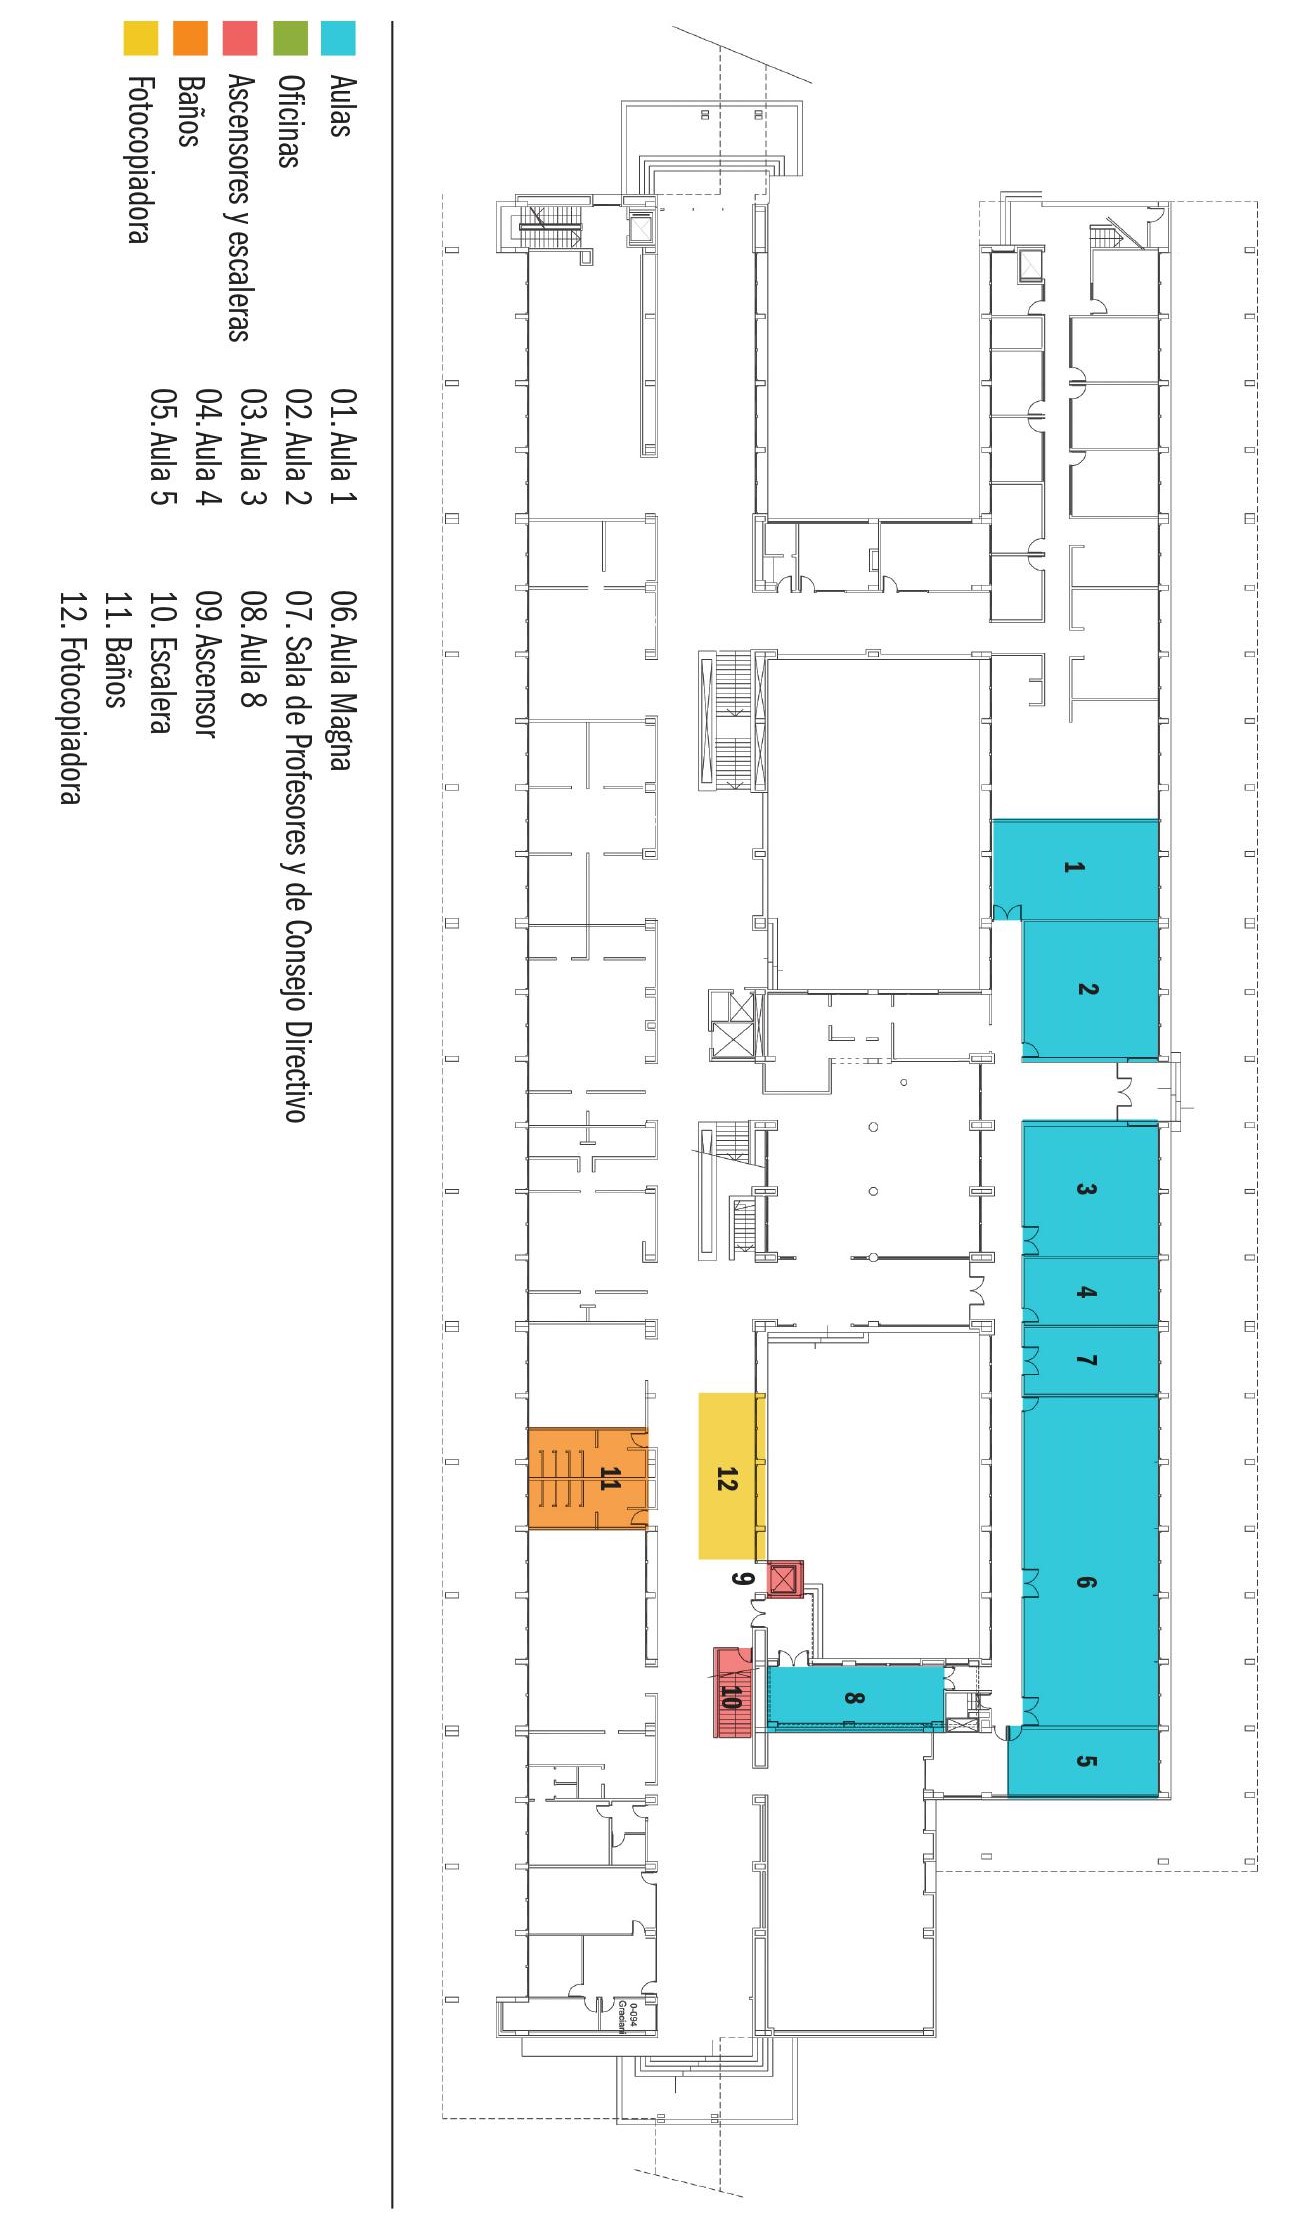 1
2
3
4
7
6
5
8
12
9
10
11
0-094
Graciani
Aulas
Oficinas
Ascensores y escaleras
Baños
Fotocopiadora
01. Aula 1
02. Aula 2
03. Aula 3
04. Aula 4
05. Aula 5
06. Aula Magna
07. Sala de Profesores y de Consejo Directivo
08. Aula 8
09. Ascensor
10. Escalera
11. Baños
12. Fotocopiadora